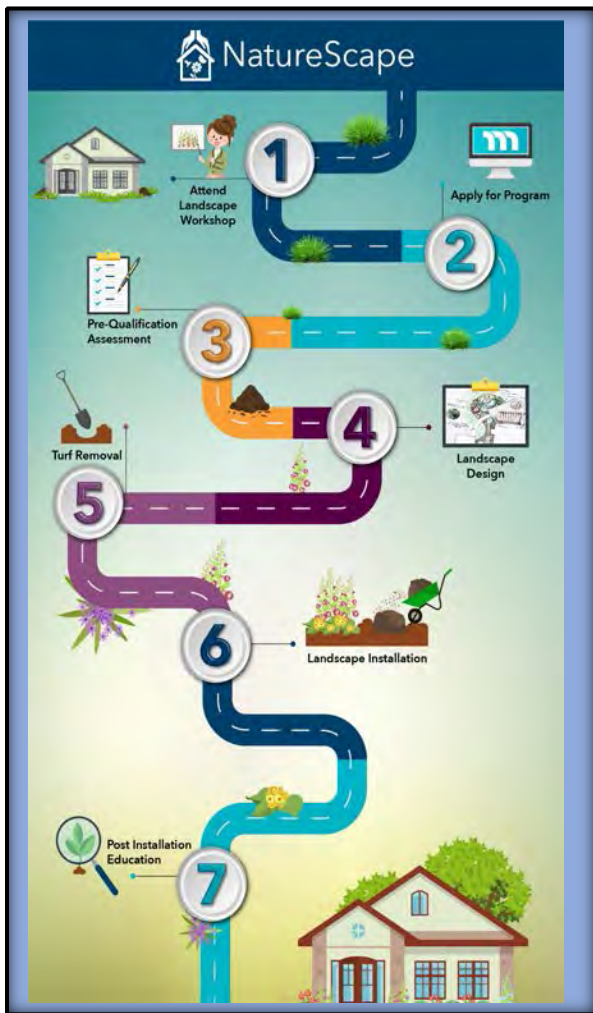 NatureScape
1
Attend
Landscape
Workshop
Apply for Program
2
Pre-Qualification
Assessment
3
4
Landscape
Design
Turf Removal
5
6
Landscape Installation
Post Installation
Education
7